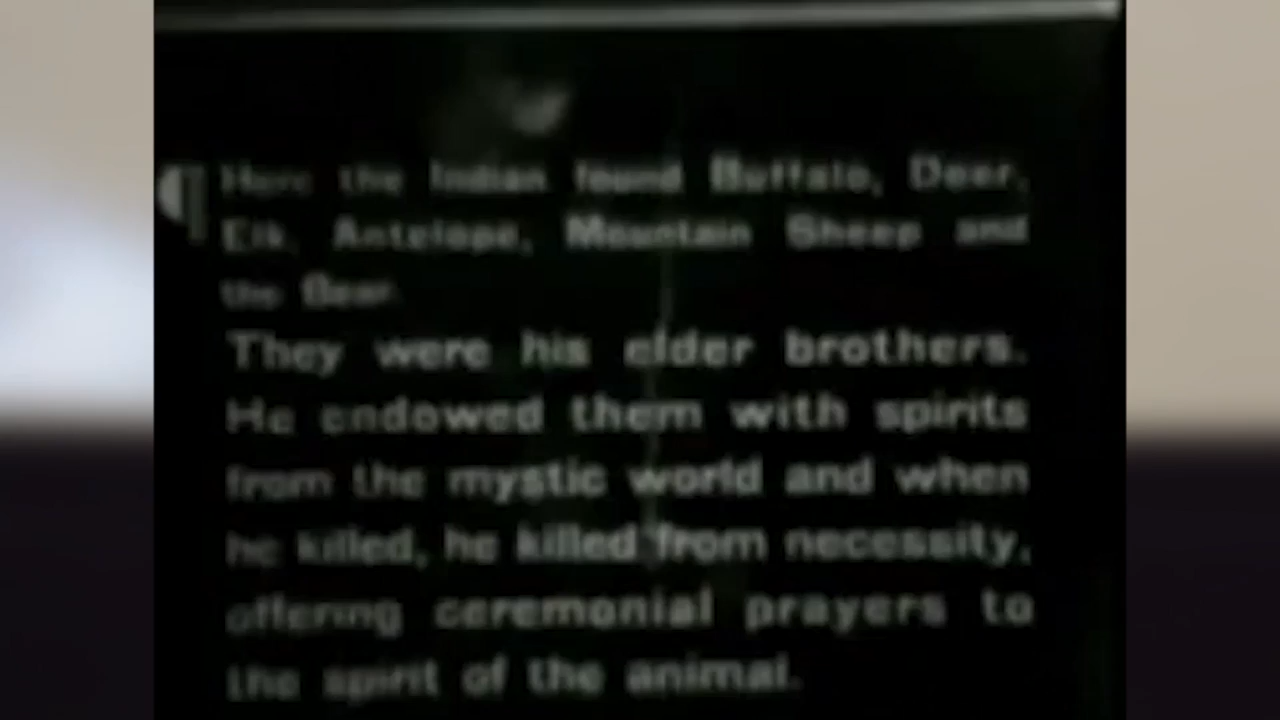 ¶ Here the Indian found Buffalo, Deer,
Elk, Antelope, Mountain Sheep and
the Bear.
They were his elder brothers.
He endowed them with spirits
from the mystic world and when
he killed, he killed from necessity,
offering ceremonial prayers to
the spirit of the animal.